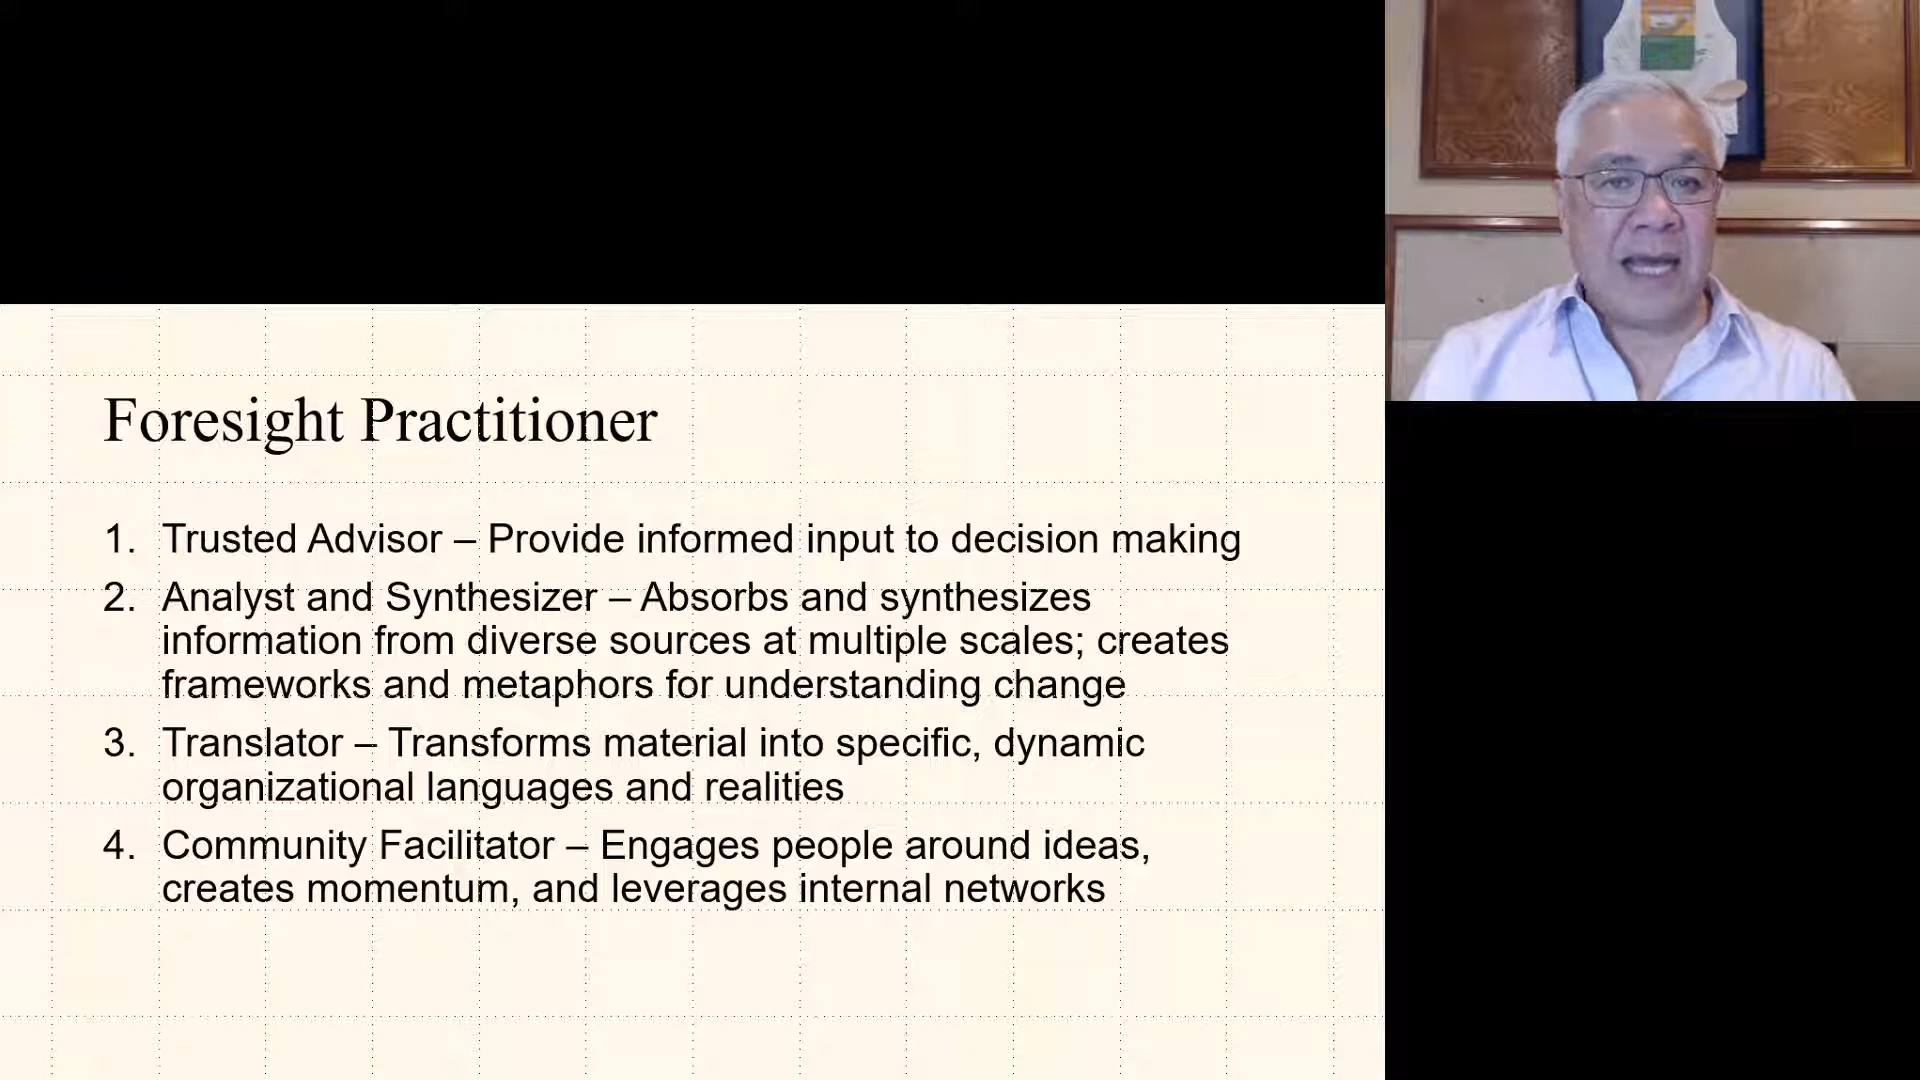 Foresight Practitioner
1. Trusted Advisor – Provide informed input to decision making
2. Analyst and Synthesizer – Absorbs and synthesizes
information from diverse sources at multiple scales; creates
frameworks and metaphors for understanding change
3. Translator – Transforms material into specific, dynamic
organizational languages and realities
4. Community Facilitator – Engages people around ideas,
creates momentum, and leverages internal networks